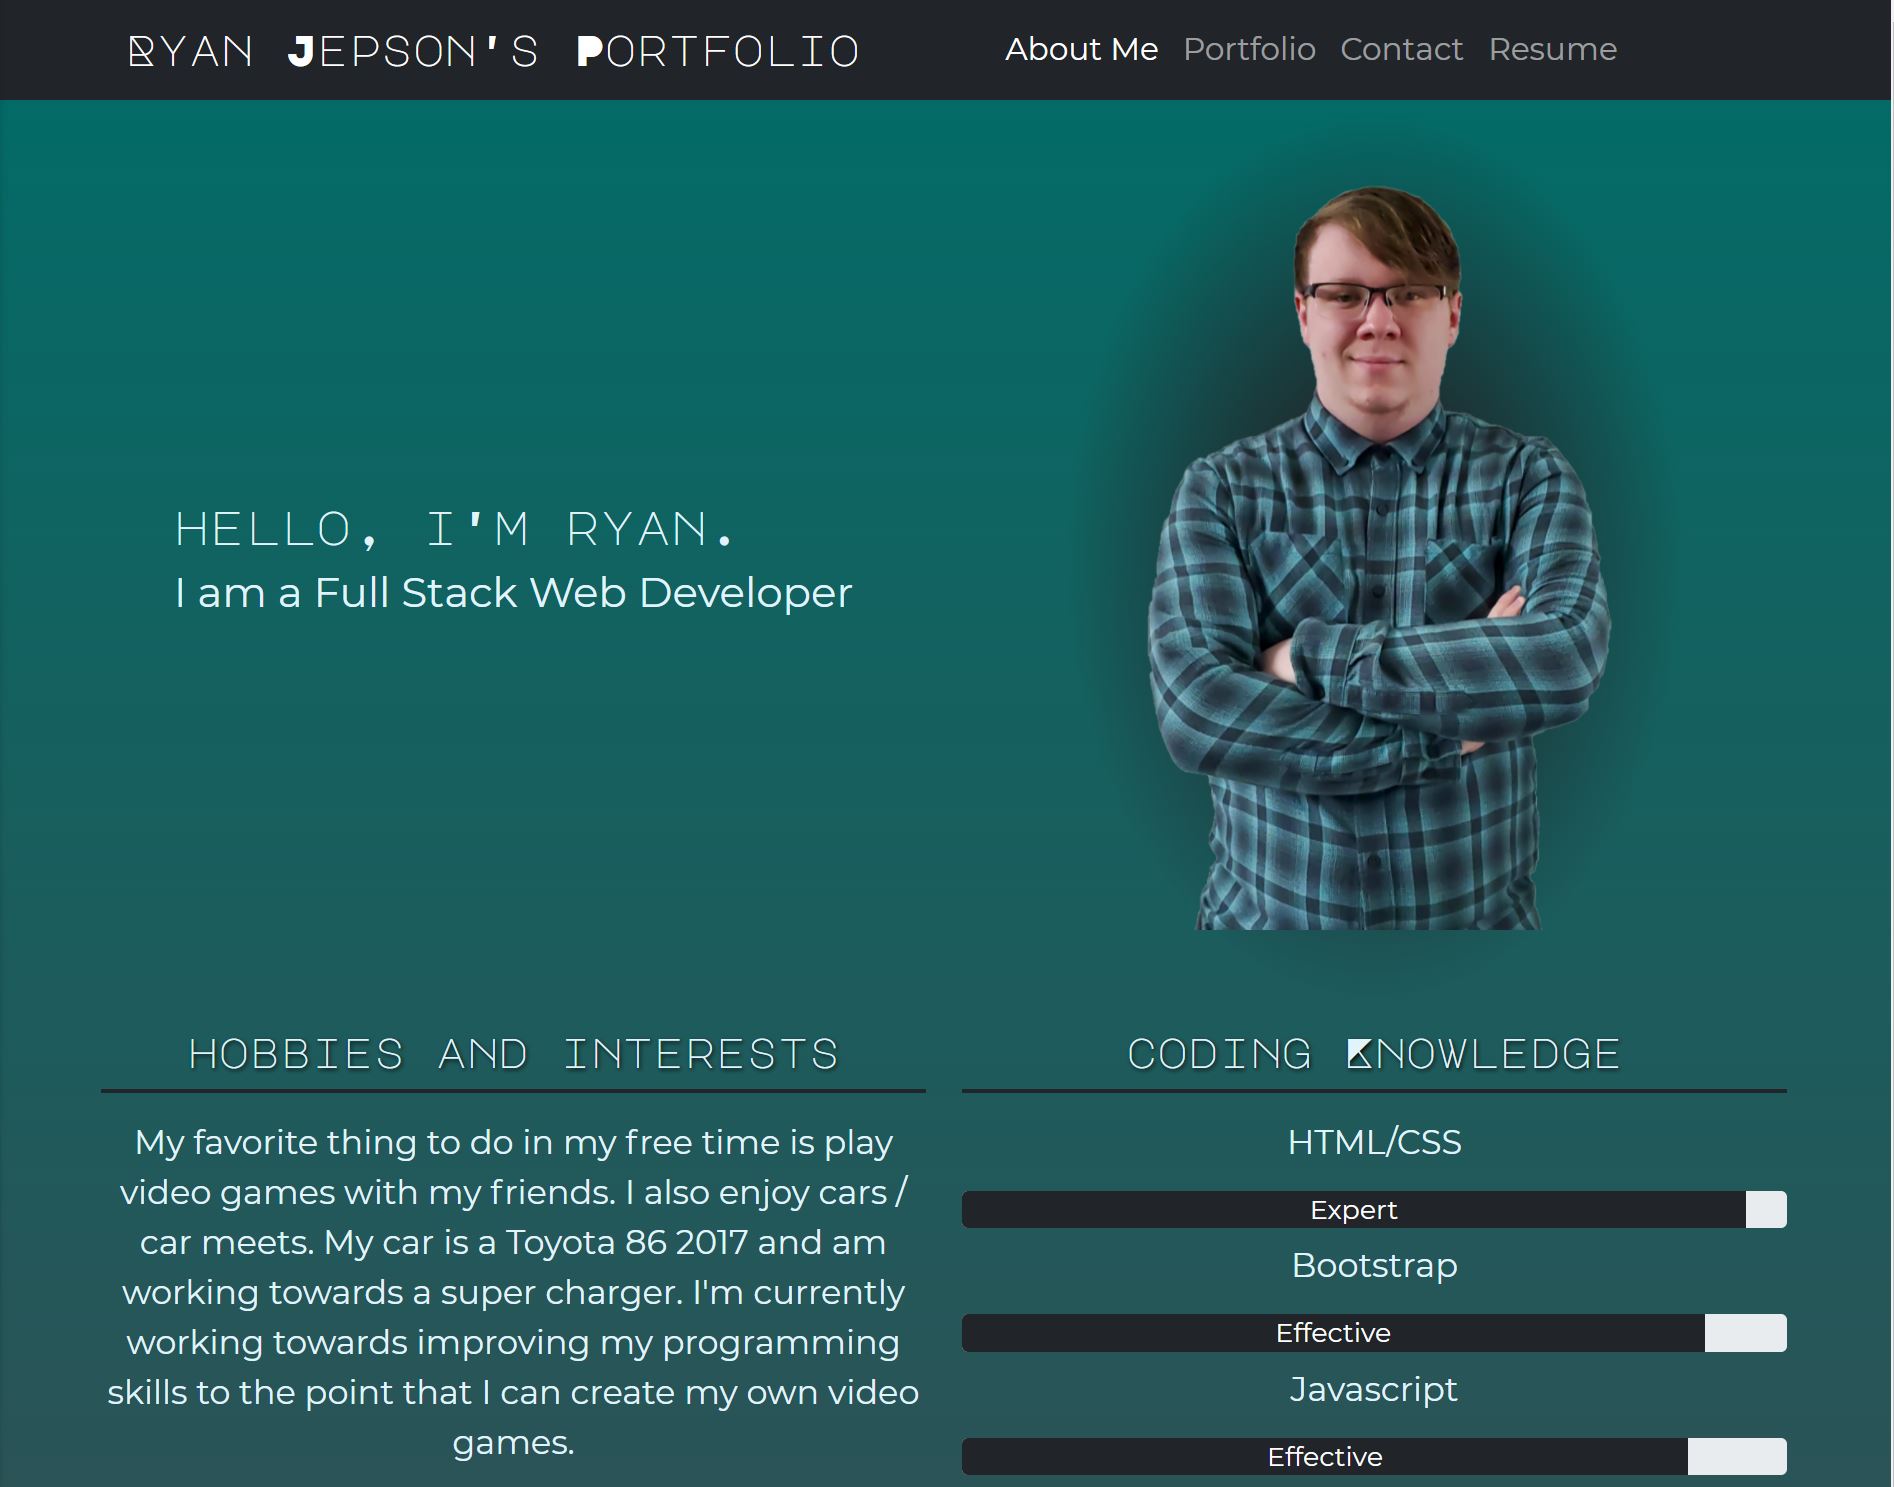 Ryan Jepson's Portfolio
About Me Portfolio Contact Resume
Hello, I'm Ryan.
I am a Full Stack Web Developer
Hobbies and Interests
My favorite thing to do in my free time is play
video games with my friends. I also enjoy cars /
car meets. My car is a Toyota 86 2017 and am
working towards a super charger. I'm currently
working towards improving my programming
skills to the point that I can create my own video
games.
Coding Knowledge
HTML/CSS
Expert
Bootstrap
Effective
Javascript
Effective